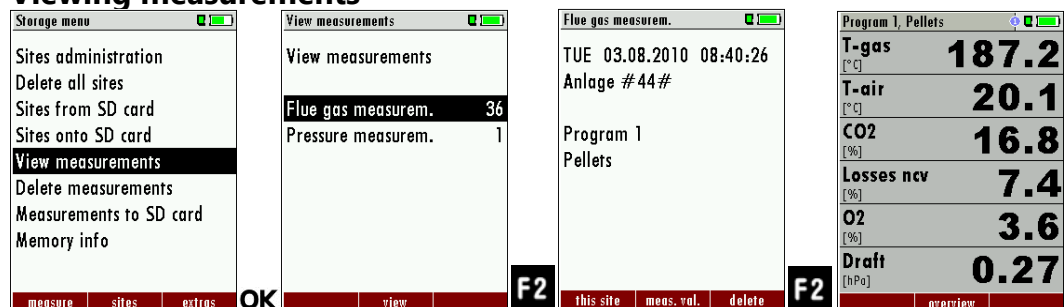 Viewing measurements
Storage menu
Sites administration
Delete all sites
Sites from SD card
Sites onto SD card
View measurements
Delete measurements
Measurements to SD card
Memory info
measure sites extras
OK
View measurements
View measurements
Flue gas measurem. 36
Pressure measurem. 1
view
F2
Flue gas measurem.
TUE 03.08.2010 08:40:26
Anlage #44#
Program 1
Pellets
this site meas. val. delete
F2
Program 1, Pellets
T-gas 187.2
[°C]
T-air 20.1
[°C]
CO2 16.8
[%]
Losses ncv 7.4
[%]
O2 3.6
[%]
Draft 0.27
[hPa]
overview